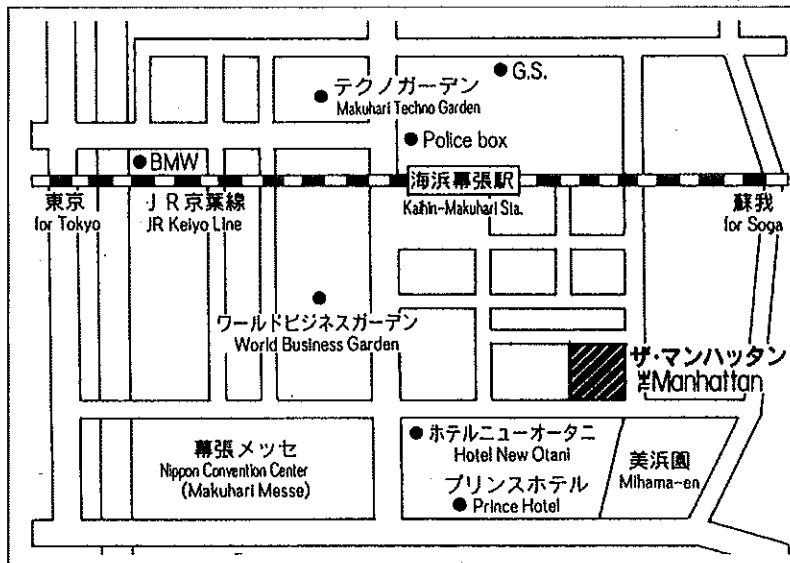 G.S.
テクノガーデン
Makuhari Techno Garden
Police box
BMW
海浜幕張駅
Kaihin-Makuhari Sta.
東京
for Tokyo
JR京葉線
JR Keiyo Line
蘇我
for Soga
ワールドビジネスガーデン
World Business Garden
ザ・マンハッタン
THE Manhattan
幕張メッセ
Nippon Convention Center
(Makuhari Messe)
ホテルニューオータニ
Hotel New Otani
プリンスホテル
Prince Hotel
美浜園
Mihama-en